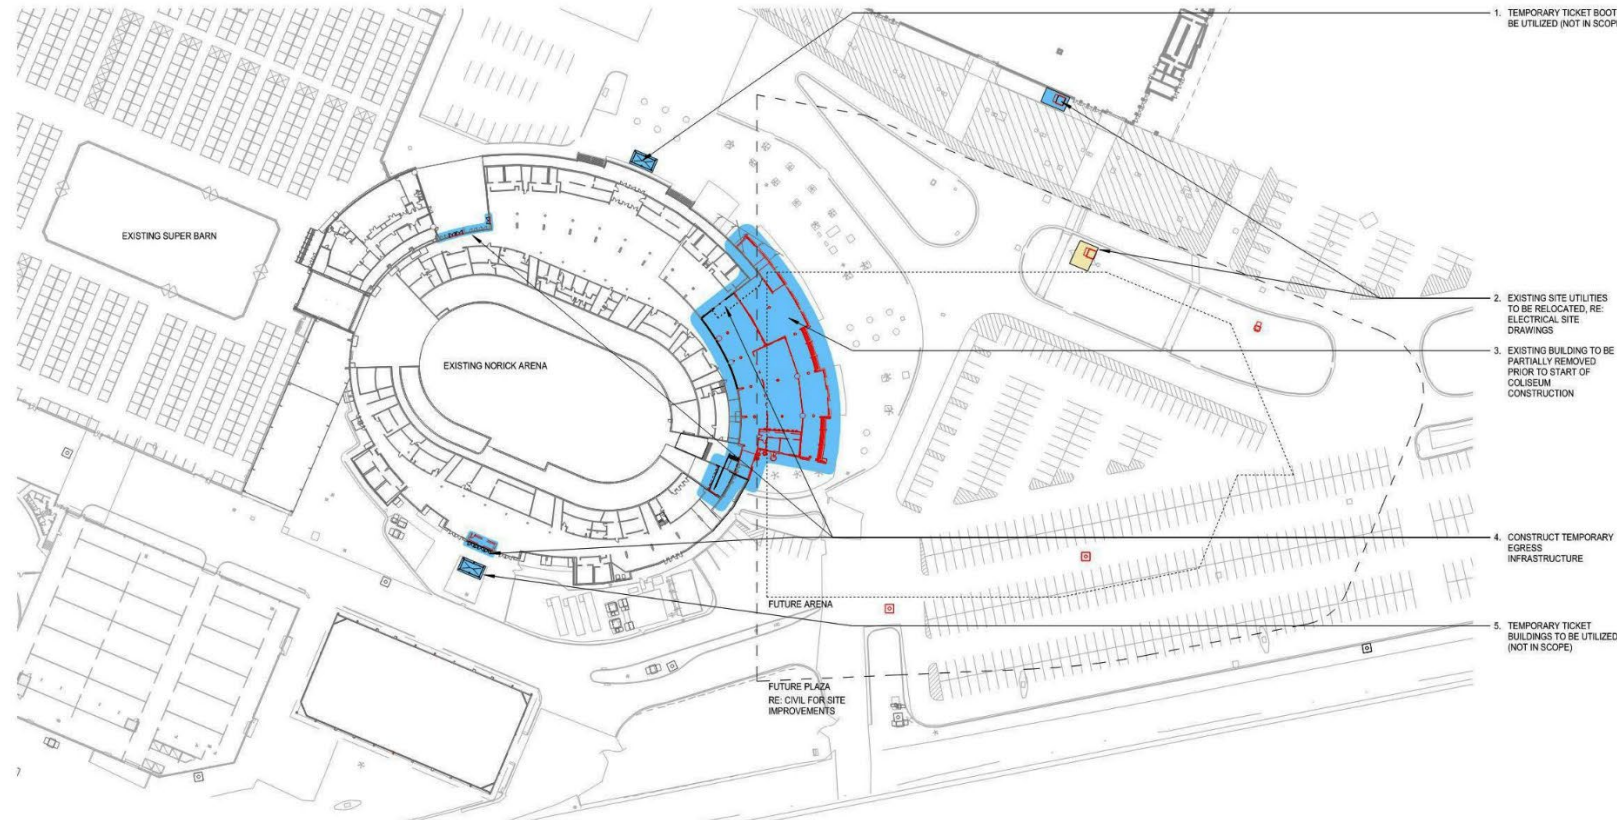 1. TEMPORARY TICKET BOOT
BE UTILIZED (NOT IN SCOP
EXISTING SUPER BARN
EXISTING NORICK ARENA
2. EXISTING SITE UTILITIES
TO BE RELOCATED, RE:
ELECTRICAL SITE
DRAWINGS
3. EXISTING BUILDING TO BE
PARTIALLY REMOVED
PRIOR TO START OF
COLISEUM
CONSTRUCTION
4. CONSTRUCT TEMPORARY
EGRESS
INFRASTRUCTURE
FUTURE ARENA
5. TEMPORARY TICKET
BUILDINGS TO BE UTILIZED
(NOT IN SCOPE)
FUTURE PLAZA
RE: CIVIL FOR SITE
IMPROVEMENTS